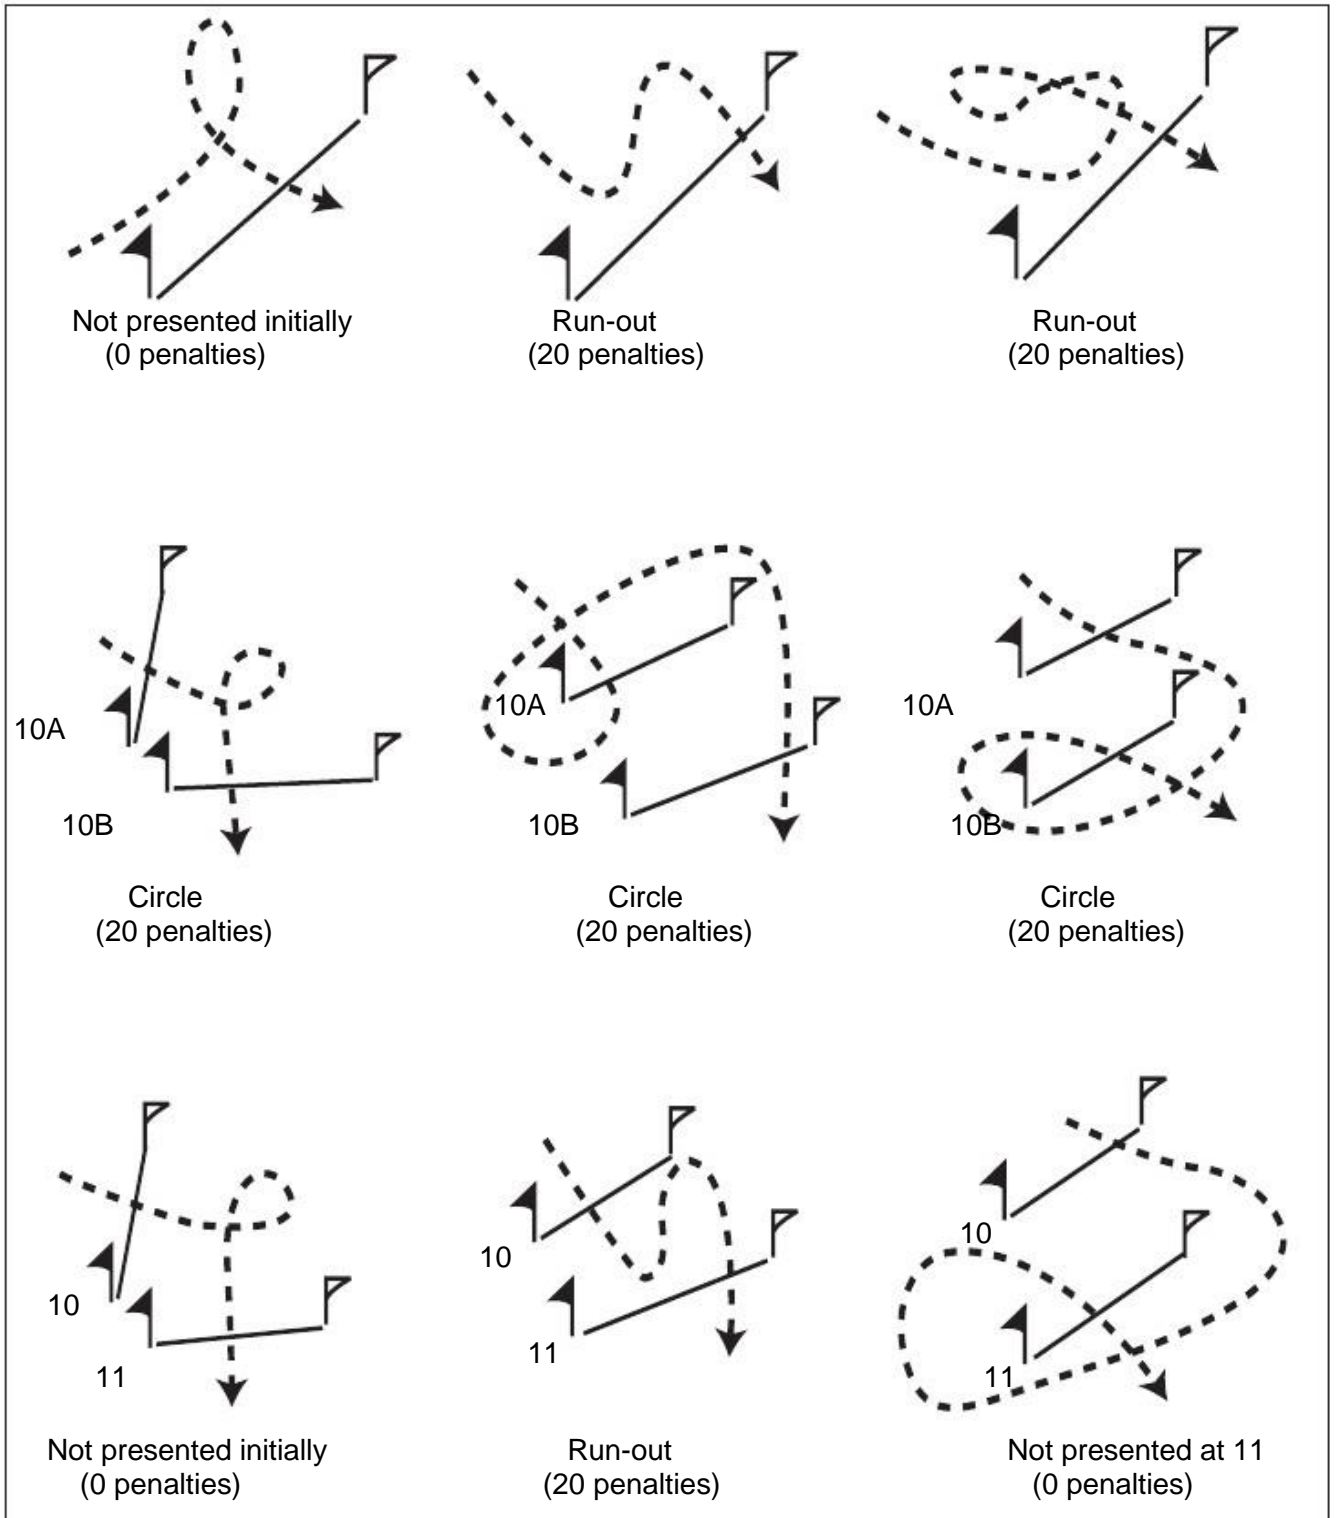 Not presented initially
(0 penalties)
Run-out
(20 penalties)
Run-out
(20 penalties)
10A
10B
Circle
(20 penalties)
10A
10B
Circle
(20 penalties)
10A
10B
Circle
(20 penalties)
10
11
Not presented initially
(0 penalties)
10
11
Run-out
(20 penalties)
10
11
Not presented at 11
(0 penalties)